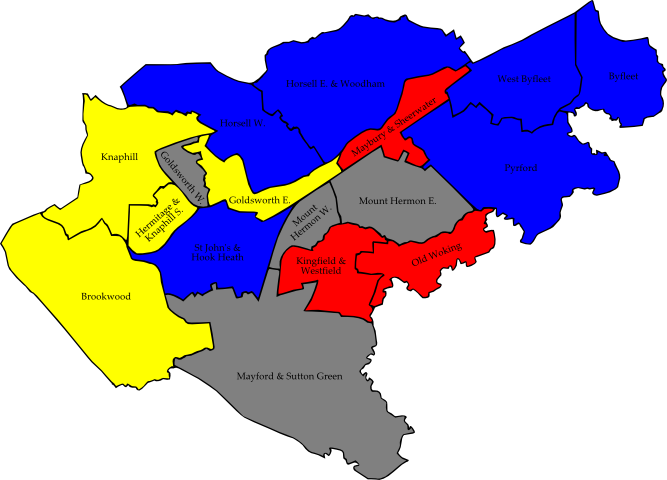 Byfleet
West Byfleet
Horsell E. & Woodham
Horsell W.
Maybury & Sheerwater
Knaphill
Goldsworth W.
Pyrford
Goldsworth E.
Mount Hermon E.
Hermitage &
Knaphill S.
Mount
Hermon W.
St John's &
Hook Heath
Old Woking
Kingfield &
Westfield
Brookwood
Mayford & Sutton Green